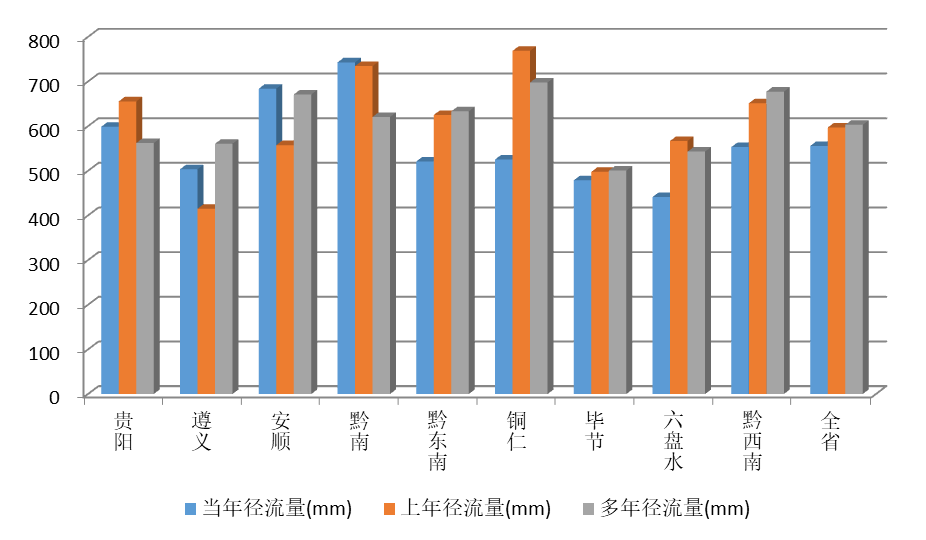 800
700
600
500
400
300
200
100
0
贵阳
遵义
安顺
黔南
黔东南
铜仁
毕节
六盘水
黔西南
全省
当年径流量(mm) 上年径流量(mm) 多年径流量(mm)